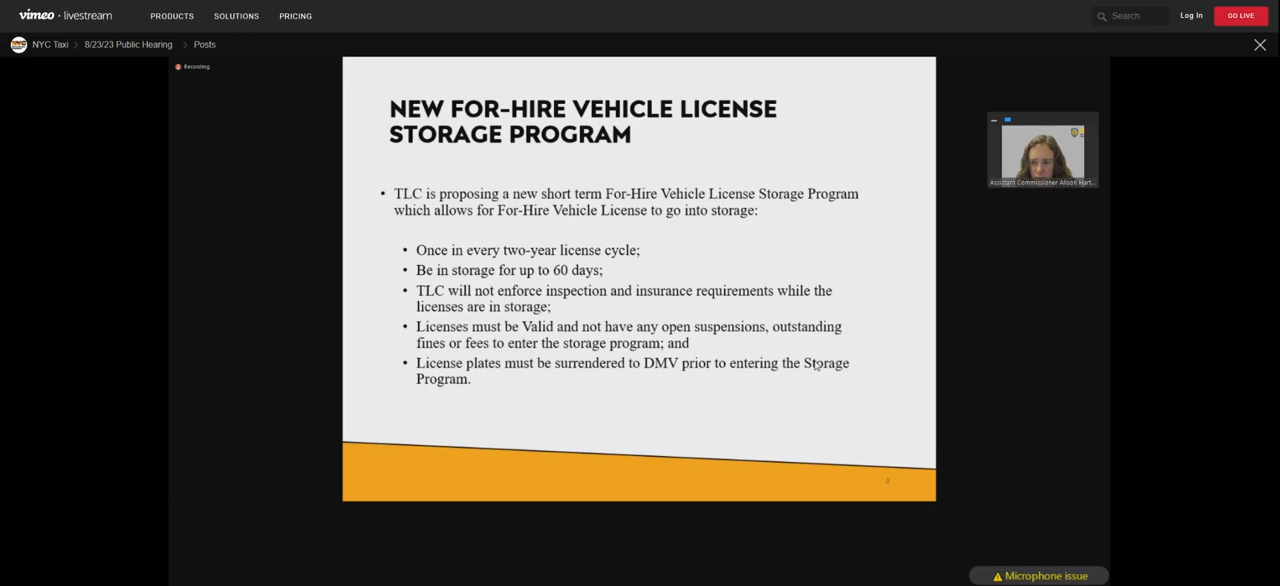 vimeo livestream PRODUCTS SOLUTIONS PRICING Search Log In GO LIVE
NYC Taxi > 8/23/23 Public Hearing > Posts
Recording
NEW FOR-HIRE VEHICLE LICENSE
STORAGE PROGRAM
• TLC is proposing a new short term For-Hire Vehicle License Storage Program
which allows for For-Hire Vehicle License to go into storage:
• Once in every two-year license cycle;
• Be in storage for up to 60 days;
• TLC will not enforce inspection and insurance requirements while the
licenses are in storage;
• Licenses must be Valid and not have any open suspensions, outstanding
fines or fees to enter the storage program; and
• License plates must be surrendered to DMV prior to entering the Storage
Program.
3
Assistant Commissioner Alison Hart...
Microphone issue